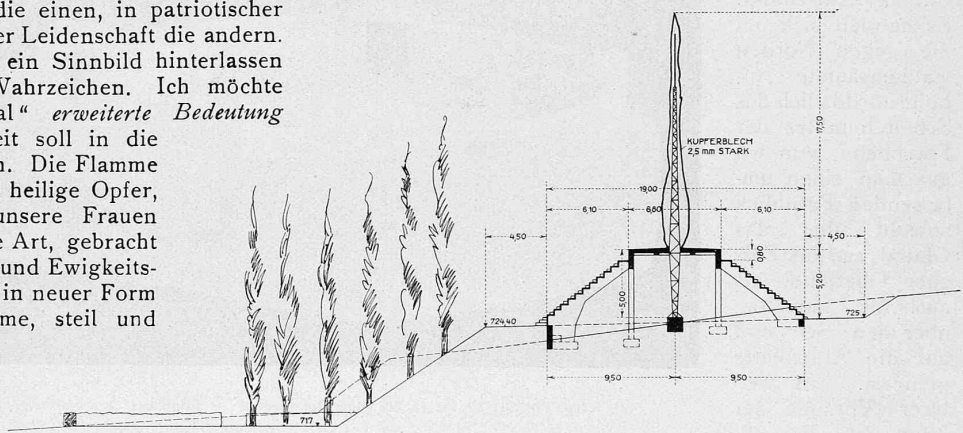 die einen, in patriotischer
er Leidenschaft die andern.
ein Sinnbild hinterlassen
Wahrzeichen. Ich möchte
al" erweiterte Bedeutung
eit soll in die
n. Die Flamme
heilige Opfer,
unsere Frauen
e Art, gebracht
und Ewigkeits-
in neuer Form
me, steil und
KUPFERBLECH
2,5 mm STARK
17,50
19,00
6,10 6,80 6,10
4,50 4,50
0,80
5,00 5,20
724,40 725
9,50 9,50
717